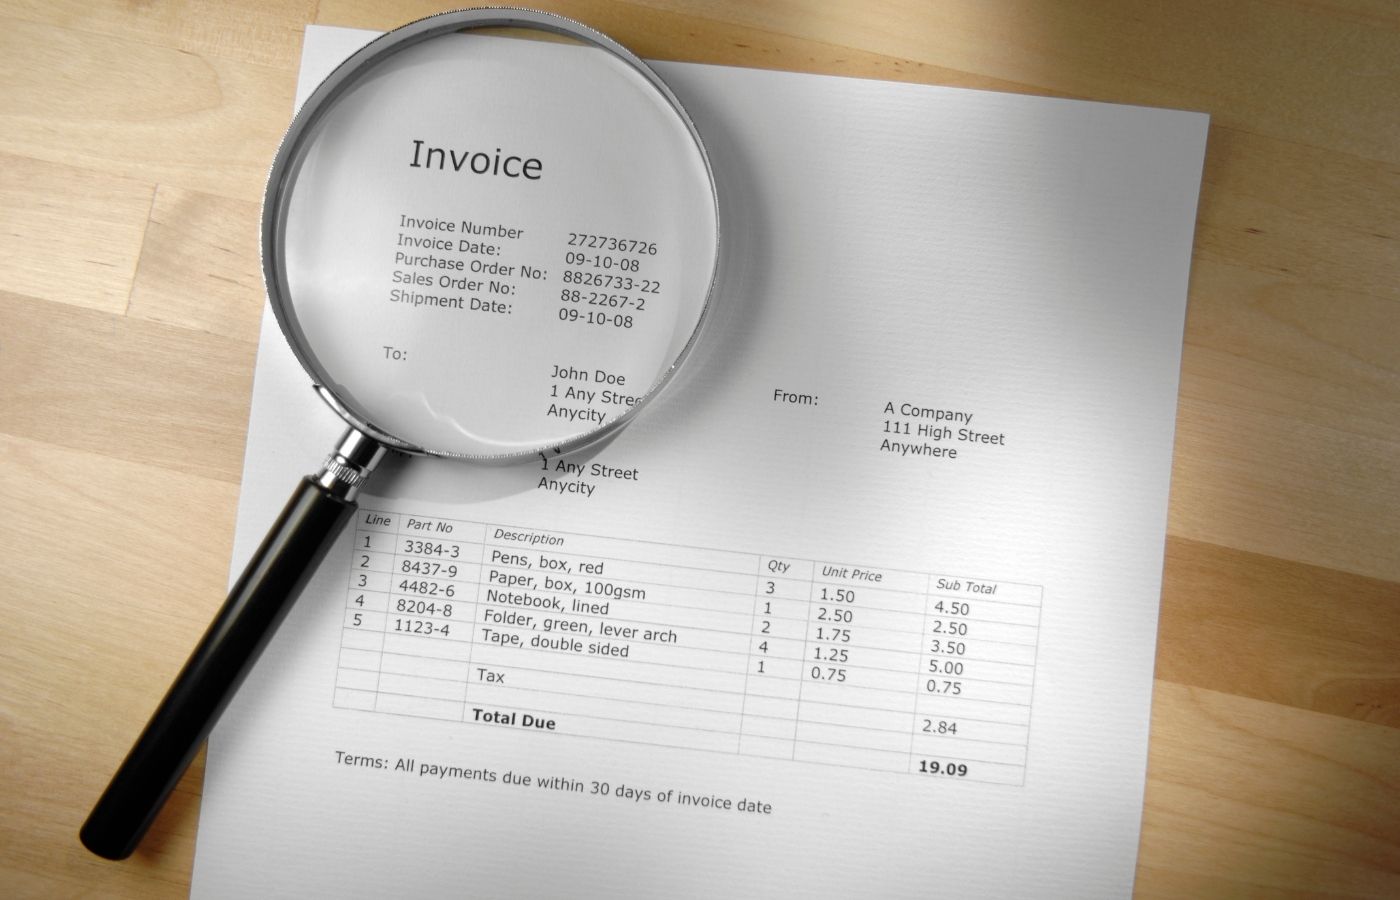 Invoice
Invoice Number 272736726
Invoice Date: 09-10-08
Purchase Order No: 8826733-22
Sales Order No: 88-2267-2
Shipment Date: 09-10-08
To: John Doe
1 Any Stree
Anycity
From: A Company
111 High Street
Anywhere
1 Any Street
Anycity
Line Part No Description Qty Unit Price Sub Total
1 3384-3 Pens, box, red 3 1.50 4.50
2 8437-9 Paper, box, 100gsm 1 2.50 2.50
3 4482-6 Notebook, lined 2 1.75 3.50
4 8204-8 Folder, green, lever arch 4 1.25 5.00
5 1123-4 Tape, double sided 1 0.75 0.75
Tax 2.84
Total Due 19.09
Terms: All payments due within 30 days of invoice date